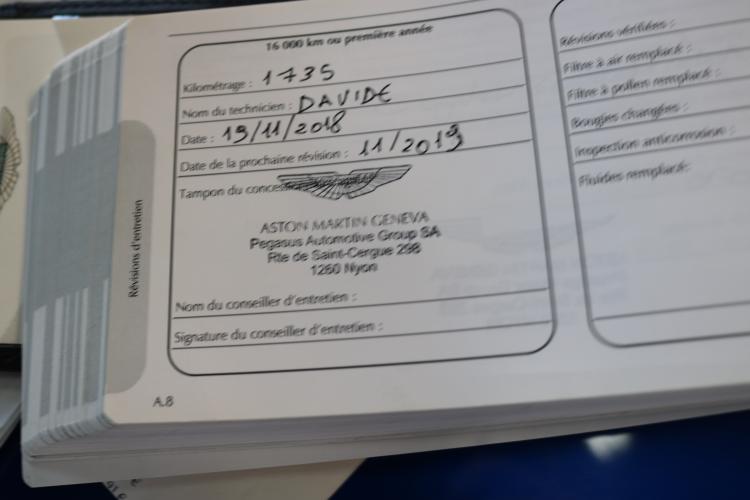 16 000 km ou première année
Kilométrage : 1735
Nom du technicien : DAVIDE
Date : 19/11/2018
Date de la prochaine révision : 11/2019
Tampon du
ASTON MARTIN GENEVA
Pegasus Automotive Group SA
Rte de Saint-Cergue 298
1260 Nyon
Nom du conseiller d'entretien :
Signature du conseiller d'entretien :
A.8
Révisions d'entretien
Révisions vérifiées :
Filtre à air remplacé :
Filtre à pollen remplacé :
Bougies changées :
Inspection anticorrosion :
Fluides remplacé: